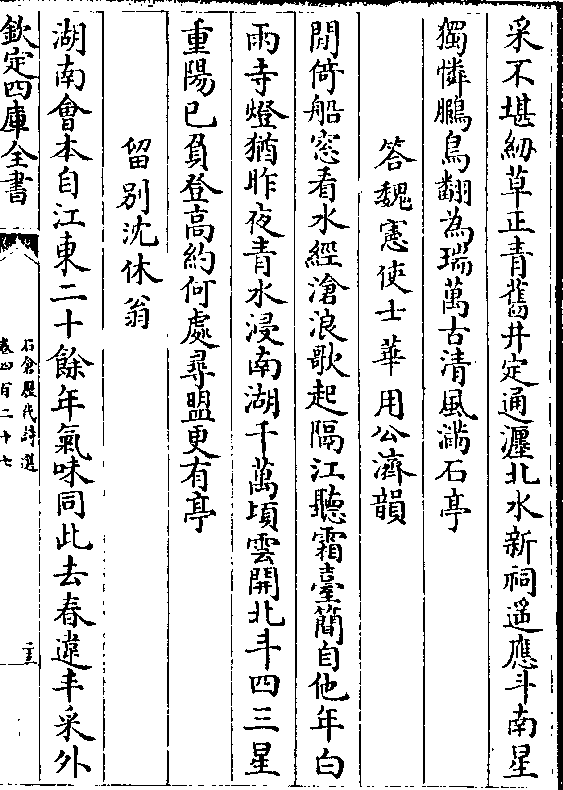 采不堪紉草正青舊井定通瀍北水新祠遥應斗南星
獨憐鵩鳥翻為瑞萬古清風滿石亭
答魏憲使士華用公濟韻
閒倚船窓看水經滄浪歌起隔江聽霜臺簡自他年白
雨寺燈猶昨夜青水浸南湖千萬頃雲開北斗四三星
重陽已負登高約何處尋盟更有亭
留别沈休翁
湖南會本自江東二十餘年氣味同此去春違丰采外
欽定四庫全書
石倉歷代詩選
卷四百二十七